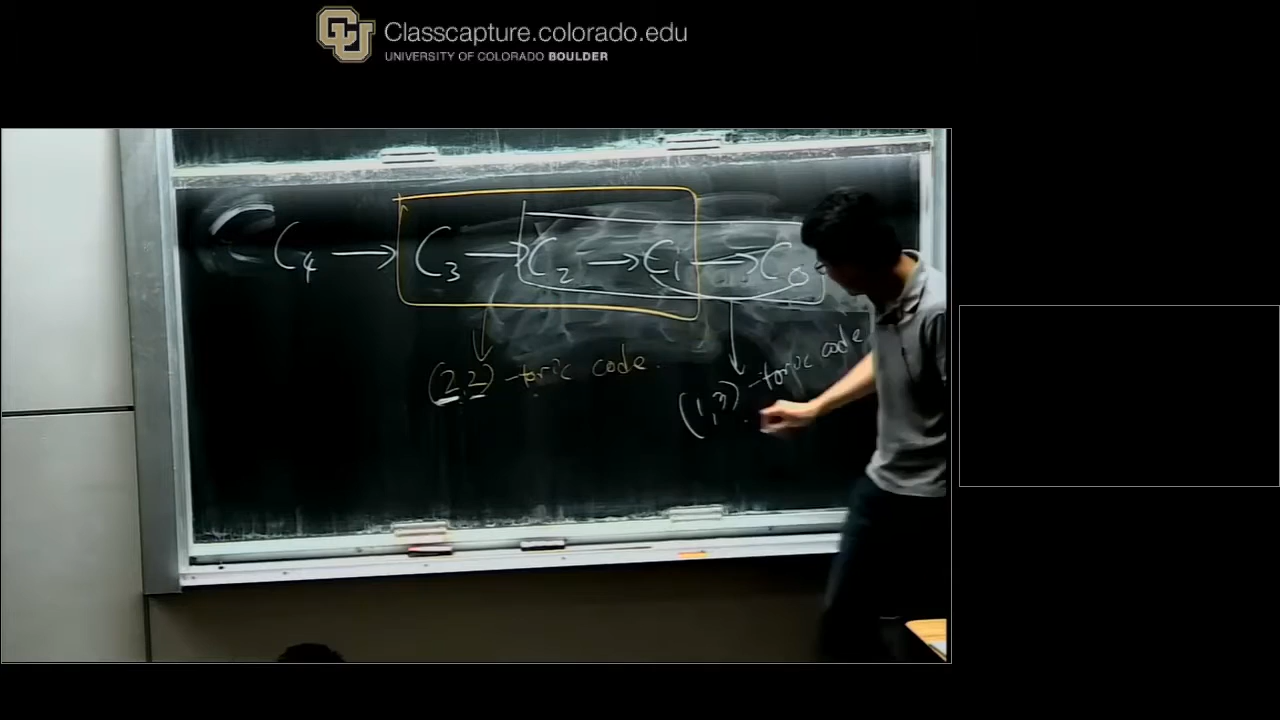 Classcapture.colorado.edu
UNIVERSITY OF COLORADO BOULDER
C₄ → C₃ → C₂ → C₁ → C₀
(2,2) -toric code.
(1,3) -toric code